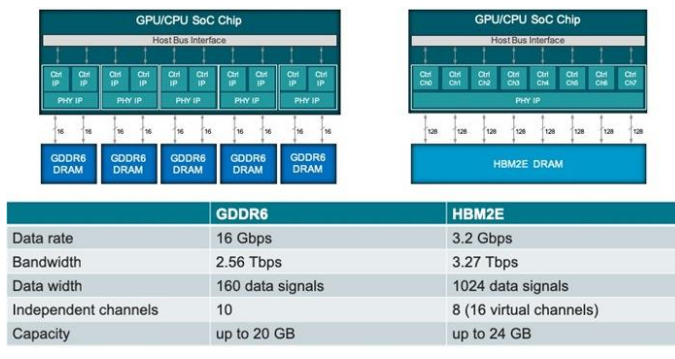 GPU/CPU SoC Chip
Host Bus Interface
Ctrl IP Ctrl IP Ctrl IP Ctrl IP Ctrl IP Ctrl IP Ctrl IP Ctrl IP Ctrl IP Ctrl IP
PHY IP PHY IP PHY IP PHY IP PHY IP
16 16 16 16 16 16 16 16 16 16
GDDR6 DRAM GDDR6 DRAM GDDR6 DRAM GDDR6 DRAM GDDR6 DRAM
GPU/CPU SoC Chip
Host Bus Interface
Ctrl Ch0 Ctrl Ch1 Ctrl Ch2 Ctrl Ch3 Ctrl Ch4 Ctrl Ch5 Ctrl Ch6 Ctrl Ch7
PHY IP
128 128 128 128 128 128 128 128
HBM2E DRAM
GDDR6 HBM2E
Data rate 16 Gbps 3.2 Gbps
Bandwidth 2.56 Tbps 3.27 Tbps
Data width 160 data signals 1024 data signals
Independent channels 10 8 (16 virtual channels)
Capacity up to 20 GB up to 24 GB